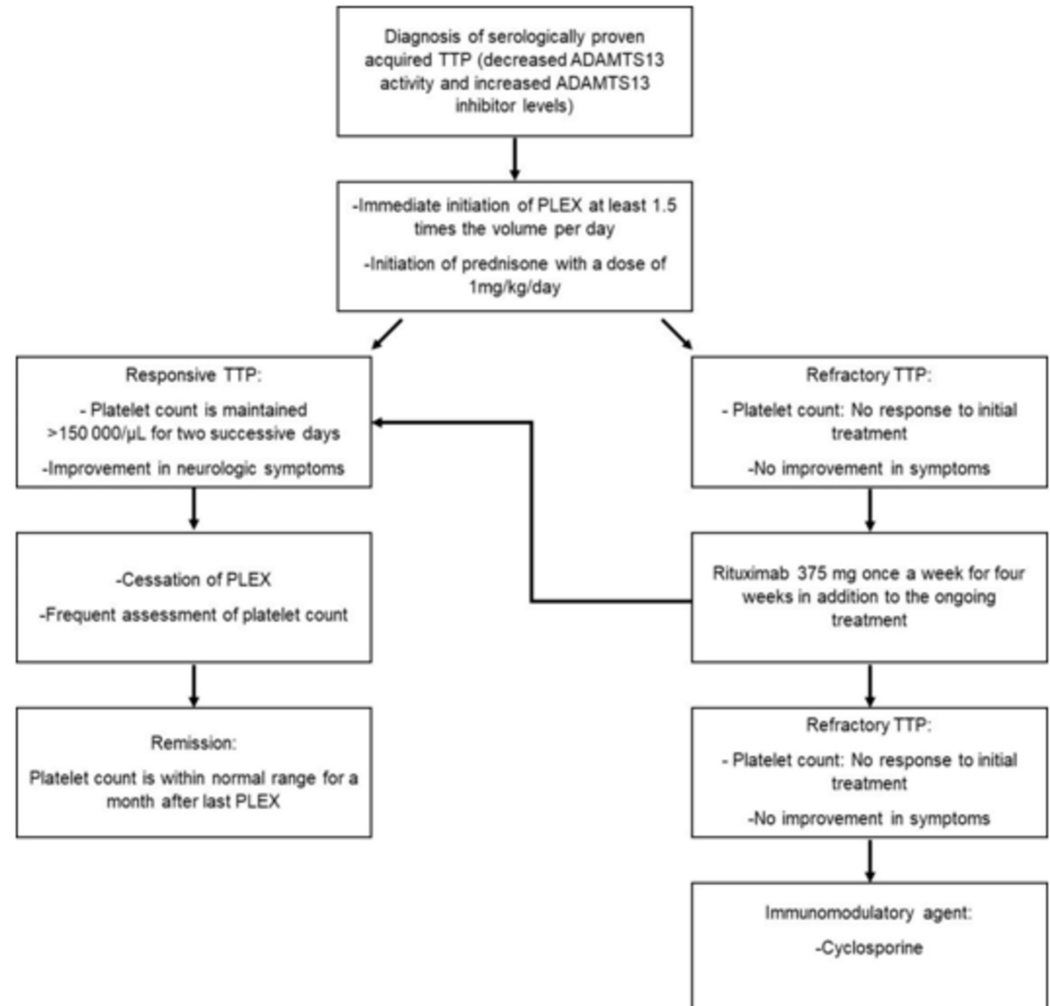 Diagnosis of serologically proven
acquired TTP (decreased ADAMTS13
activity and increased ADAMTS13
inhibitor levels)
-Immediate initiation of PLEX at least 1.5
times the volume per day
-Initiation of prednisone with a dose of
1mg/kg/day
Responsive TTP:
- Platelet count is maintained
>150 000/µL for two successive days
-Improvement in neurologic symptoms
Refractory TTP:
- Platelet count: No response to initial
treatment
-No improvement in symptoms
-Cessation of PLEX
-Frequent assessment of platelet count
Rituximab 375 mg once a week for four
weeks in addition to the ongoing
treatment
Remission:
Platelet count is within normal range for a
month after last PLEX
Refractory TTP:
- Platelet count: No response to initial
treatment
-No improvement in symptoms
Immunomodulatory agent:
-Cyclosporine